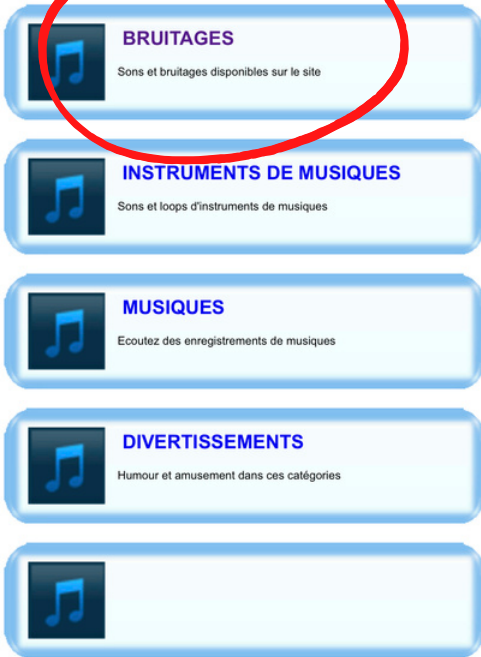 BRUITAGES
Sons et bruitages disponibles sur le site
INSTRUMENTS DE MUSIQUES
Sons et loops d'instruments de musiques
MUSIQUES
Ecoutez des enregistrements de musiques
DIVERTISSEMENTS
Humour et amusement dans ces catégories